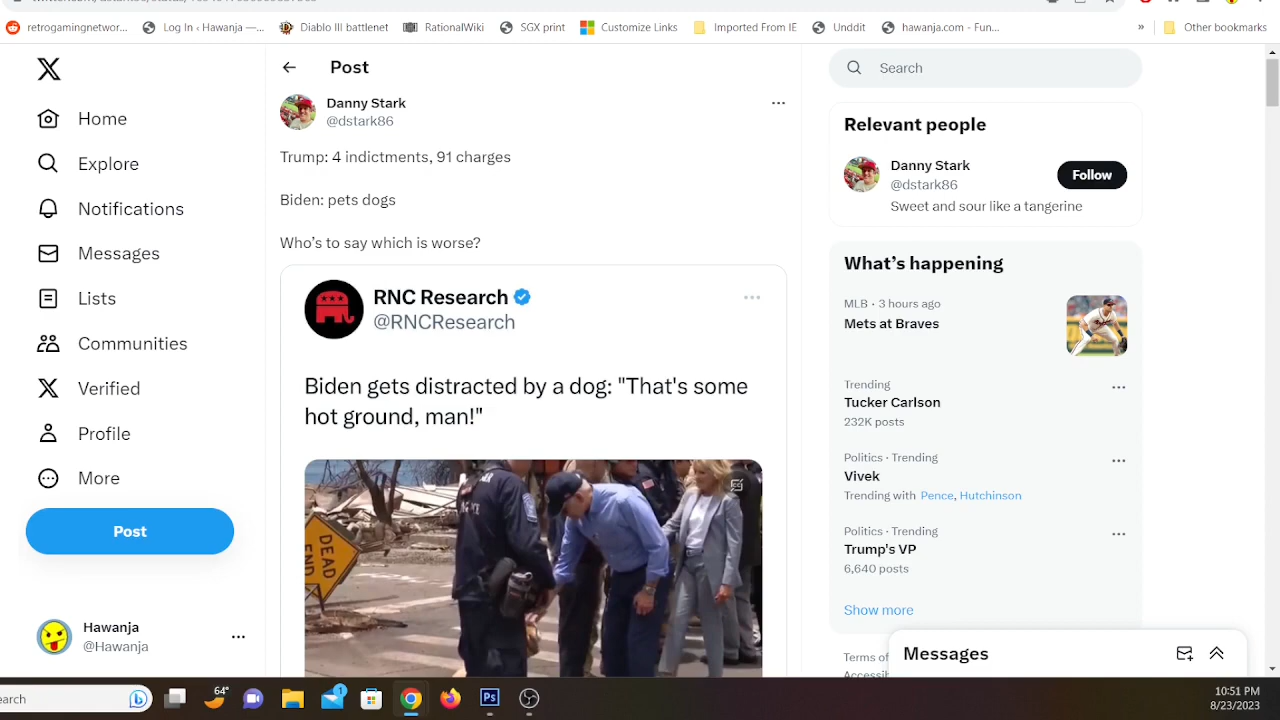 retrogamingnetwor...
Log In ‹ Hawanja —...
Diablo III battlenet
RationalWiki
SGX print
Customize Links
Imported From IE
Unddit
hawanja.com - Fun...
»
Other bookmarks
Home
Explore
Notifications
Messages
Lists
Communities
Verified
Profile
More
Post
Hawanja
@Hawanja
Post
Danny Stark
@dstark86
Trump: 4 indictments, 91 charges
Biden: pets dogs
Who's to say which is worse?
RNC Research
@RNCResearch
Biden gets distracted by a dog: "That's some
hot ground, man!"
DEAD
END
Search
Relevant people
Danny Stark
@dstark86
Follow
Sweet and sour like a tangerine
What's happening
MLB · 3 hours ago
Mets at Braves
Trending
Tucker Carlson
232K posts
Politics · Trending
Vivek
Trending with Pence, Hutchinson
Politics · Trending
Trump's VP
6,640 posts
Show more
Terms of
Messages
earch
64°
1
Ps
10:51 PM
8/23/2023